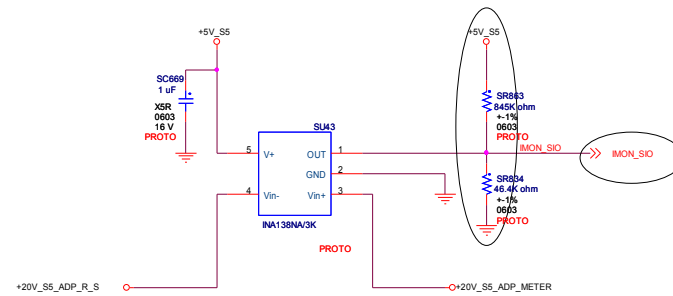 +5V_S5
+5V_S5
SC669
1 uF
X5R
0603
16 V
PROTO
SR863
845K ohm
+-1%
0603
PROTO
SU43
5 V+ OUT 1
GND 2
4 Vin- Vin+ 3
INA138NA/3K
PROTO
IMON_SIO
IMON_SIO
SR834
46.4K ohm
+-1%
0603
PROTO
+20V_S5_ADP_R_S
+20V_S5_ADP_METER